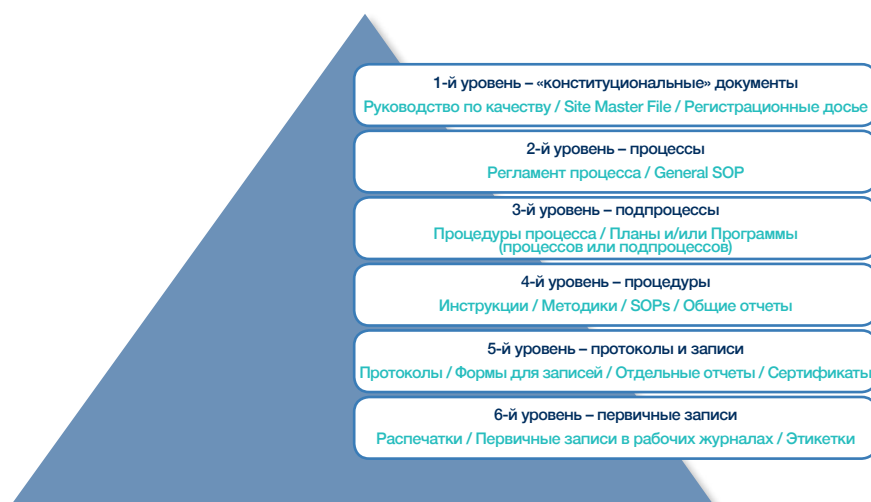 1-й уровень – «конституциональные» документы
Руководство по качеству / Site Master File / Регистрационные досье
2-й уровень – процессы
Регламент процесса / General SOP
3-й уровень – подпроцессы
Процедуры процесса / Планы и/или Программы
(процессов или подпроцессов)
4-й уровень – процедуры
Инструкции / Методики / SOPs / Общие отчеты
5-й уровень – протоколы и записи
Протоколы / Формы для записей / Отдельные отчеты / Сертификаты
6-й уровень – первичные записи
Распечатки / Первичные записи в рабочих журналах / Этикетки